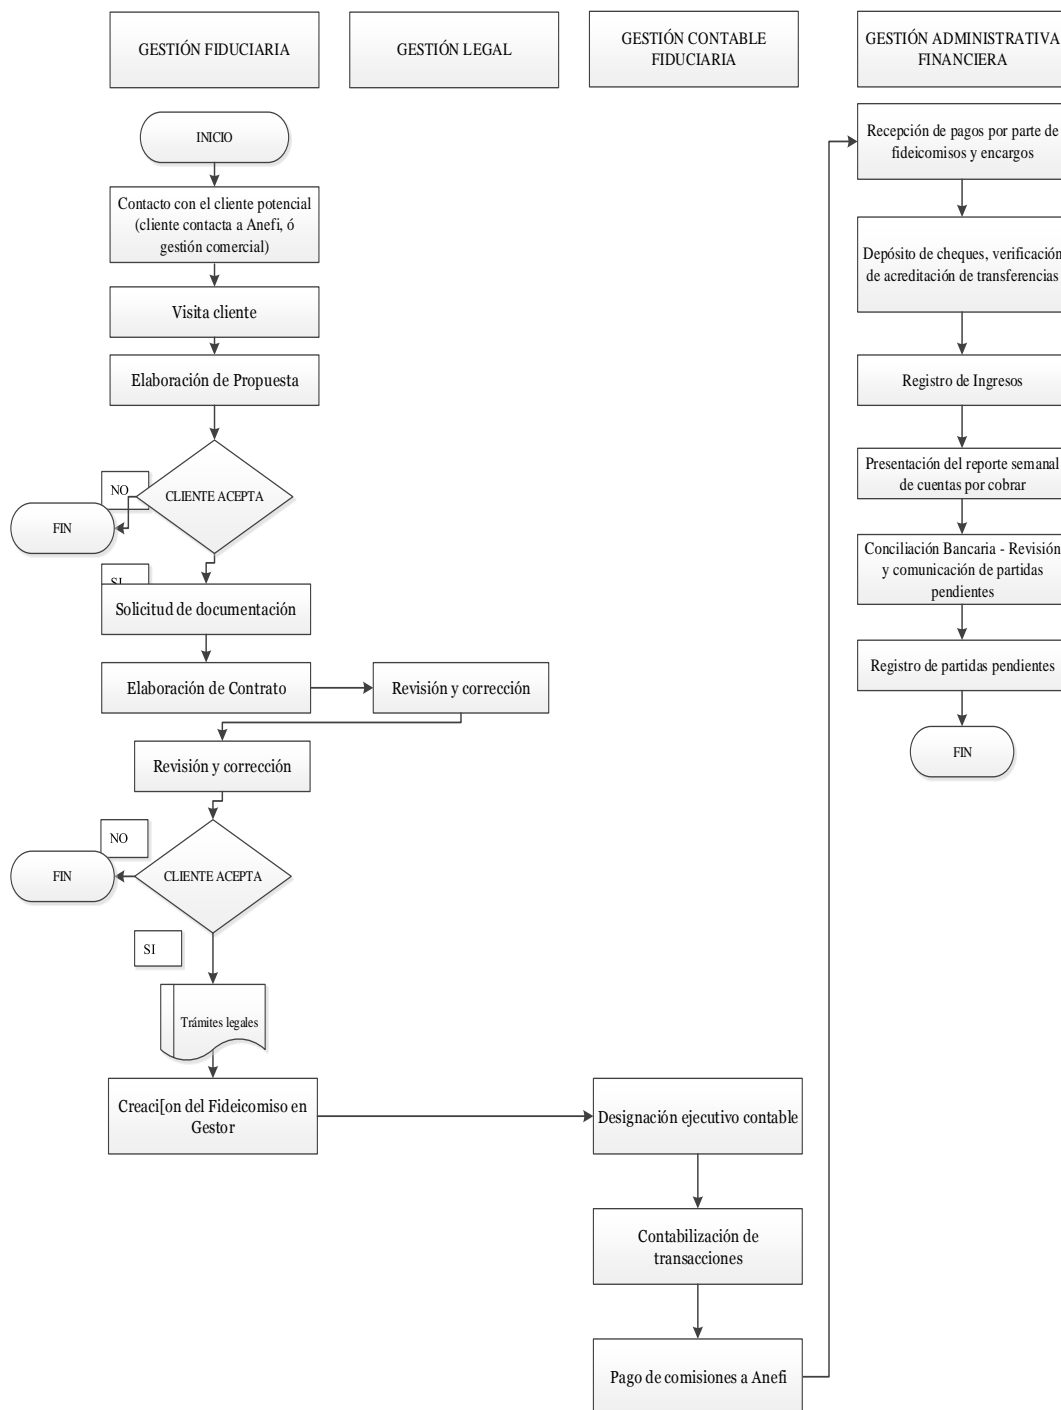 GESTIÓN FIDUCIARIA
GESTIÓN LEGAL
GESTIÓN CONTABLE
FIDUCIARIA
GESTIÓN ADMINISTRATIVA
FINANCIERA
INICIO
Contacto con el cliente potencial
(cliente contacta a Anefi, ó
gestión comercial)
Visita cliente
Elaboración de Propuesta
CLIENTE ACEPTA
NO
FIN
SI
Solicitud de documentación
Elaboración de Contrato
Revisión y corrección
Revisión y corrección
CLIENTE ACEPTA
NO
FIN
SI
Trámites legales
Creaci[on del Fideicomiso en
Gestor
Designación ejecutivo contable
Contabilización de
transacciones
Pago de comisiones a Anefi
Recepción de pagos por parte de
fideicomisos y encargos
Depósito de cheques, verificación
de acreditación de transferencias
Registro de Ingresos
Presentación del reporte semanal
de cuentas por cobrar
Conciliación Bancaria - Revisión
y comunicación de partidas
pendientes
Registro de partidas pendientes
FIN